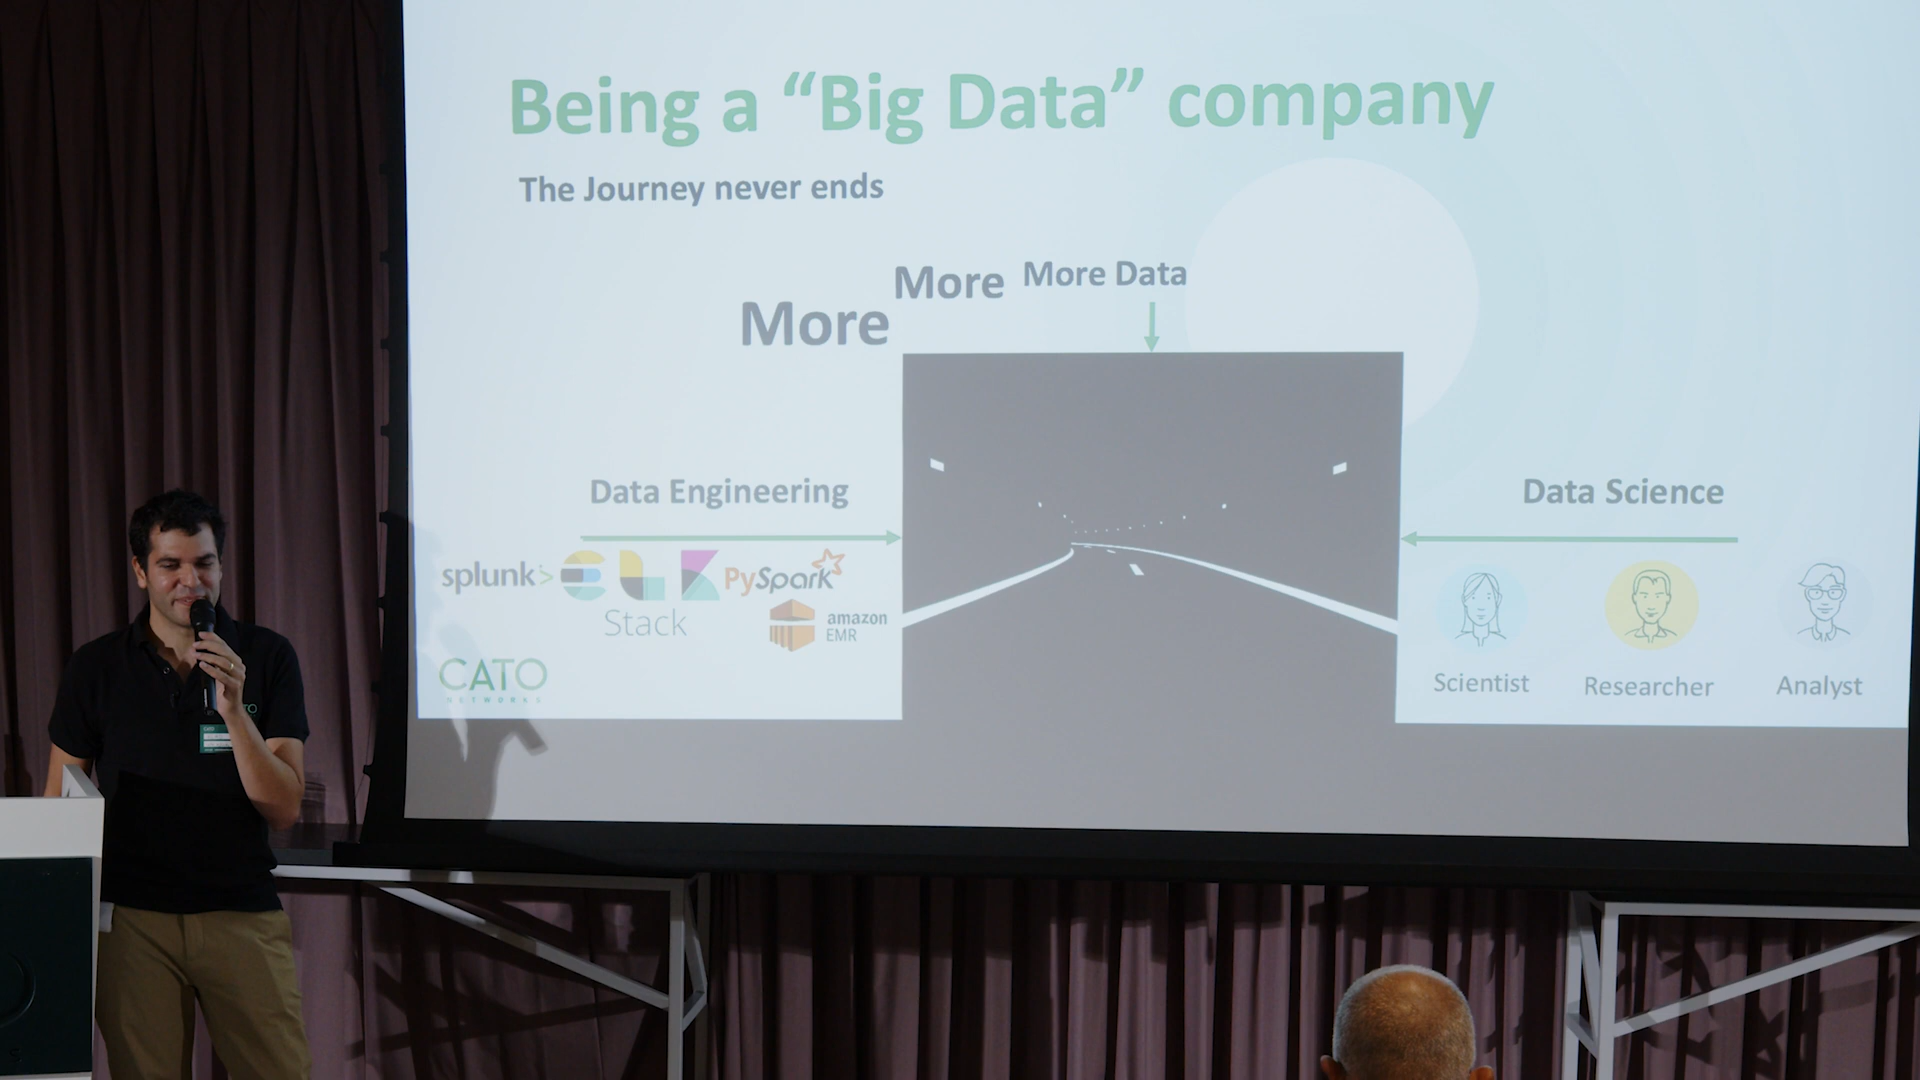 Being a “Big Data” company
The Journey never ends
More
More
More Data
Data Engineering
Data Science
splunk>
PySpark
Stack
amazon
EMR
CATO
NETWORKS
Scientist
Researcher
Analyst
CATO